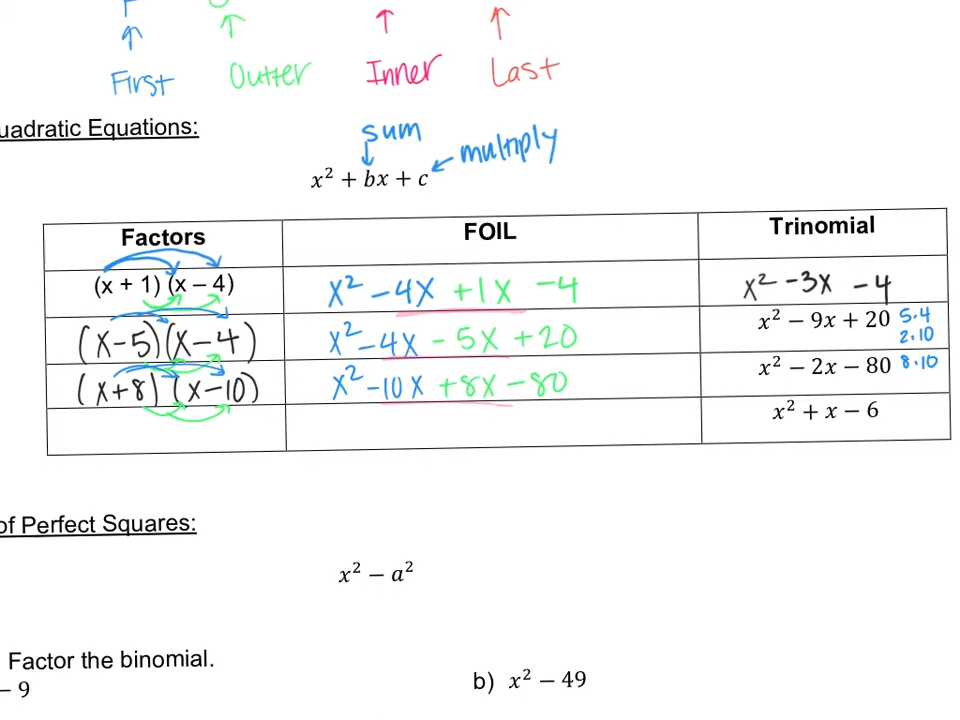 First Outter Inner Last
uadratic Equations:
sum
multiply
x² + bx + c
Factors FOIL Trinomial
(x + 1) (x – 4) x² -4x +1x -4 x² -3x -4
(x-5)(x-4) x² -4x -5x +20 x² − 9x + 20 5·4
2·10
(x+8)(x-10) x² -10x +8x -80 x² − 2x − 80 8·10
x² + x − 6
of Perfect Squares:
x² − a²
Factor the binomial.
− 9 b) x² − 49